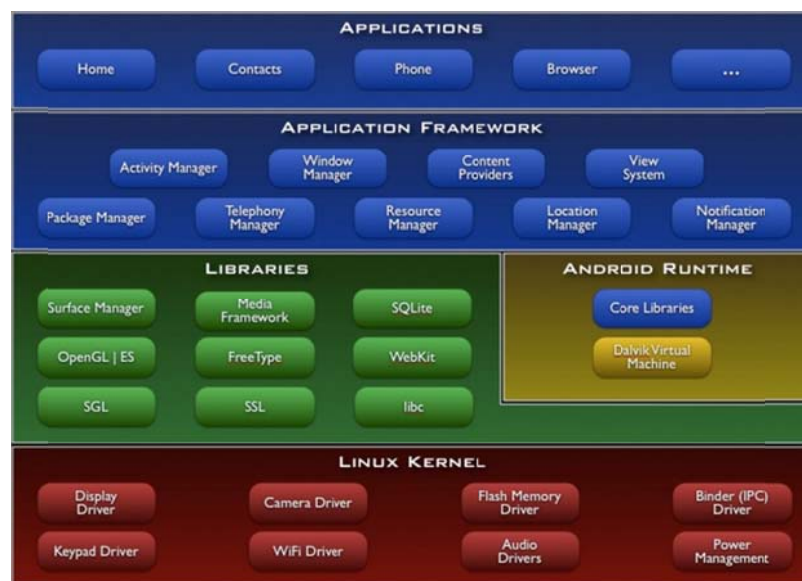 APPLICATIONS
Home
Contacts
Phone
Browser
...
APPLICATION FRAMEWORK
Activity Manager
Window
Manager
Content
Providers
View
System
Package Manager
Telephony
Manager
Resource
Manager
Location
Manager
Notification
Manager
LIBRARIES
Surface Manager
Media
Framework
SQLite
OpenGL | ES
FreeType
WebKit
SGL
SSL
libc
ANDROID RUNTIME
Core Libraries
Dalvik Virtual
Machine
LINUX KERNEL
Display
Driver
Camera Driver
Flash Memory
Driver
Binder (IPC)
Driver
Keypad Driver
WiFi Driver
Audio
Drivers
Power
Management